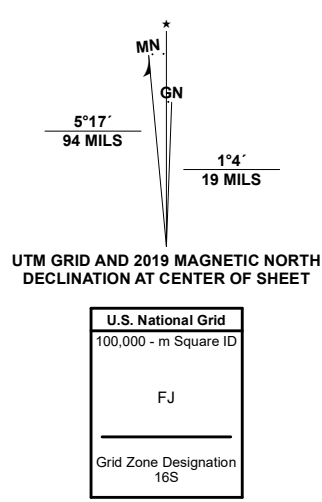 MN
GN
5°17´
94 MILS
1°4´
19 MILS
UTM GRID AND 2019 MAGNETIC NORTH
DECLINATION AT CENTER OF SHEET
U.S. National Grid
100,000 - m Square ID
FJ
Grid Zone Designation
16S